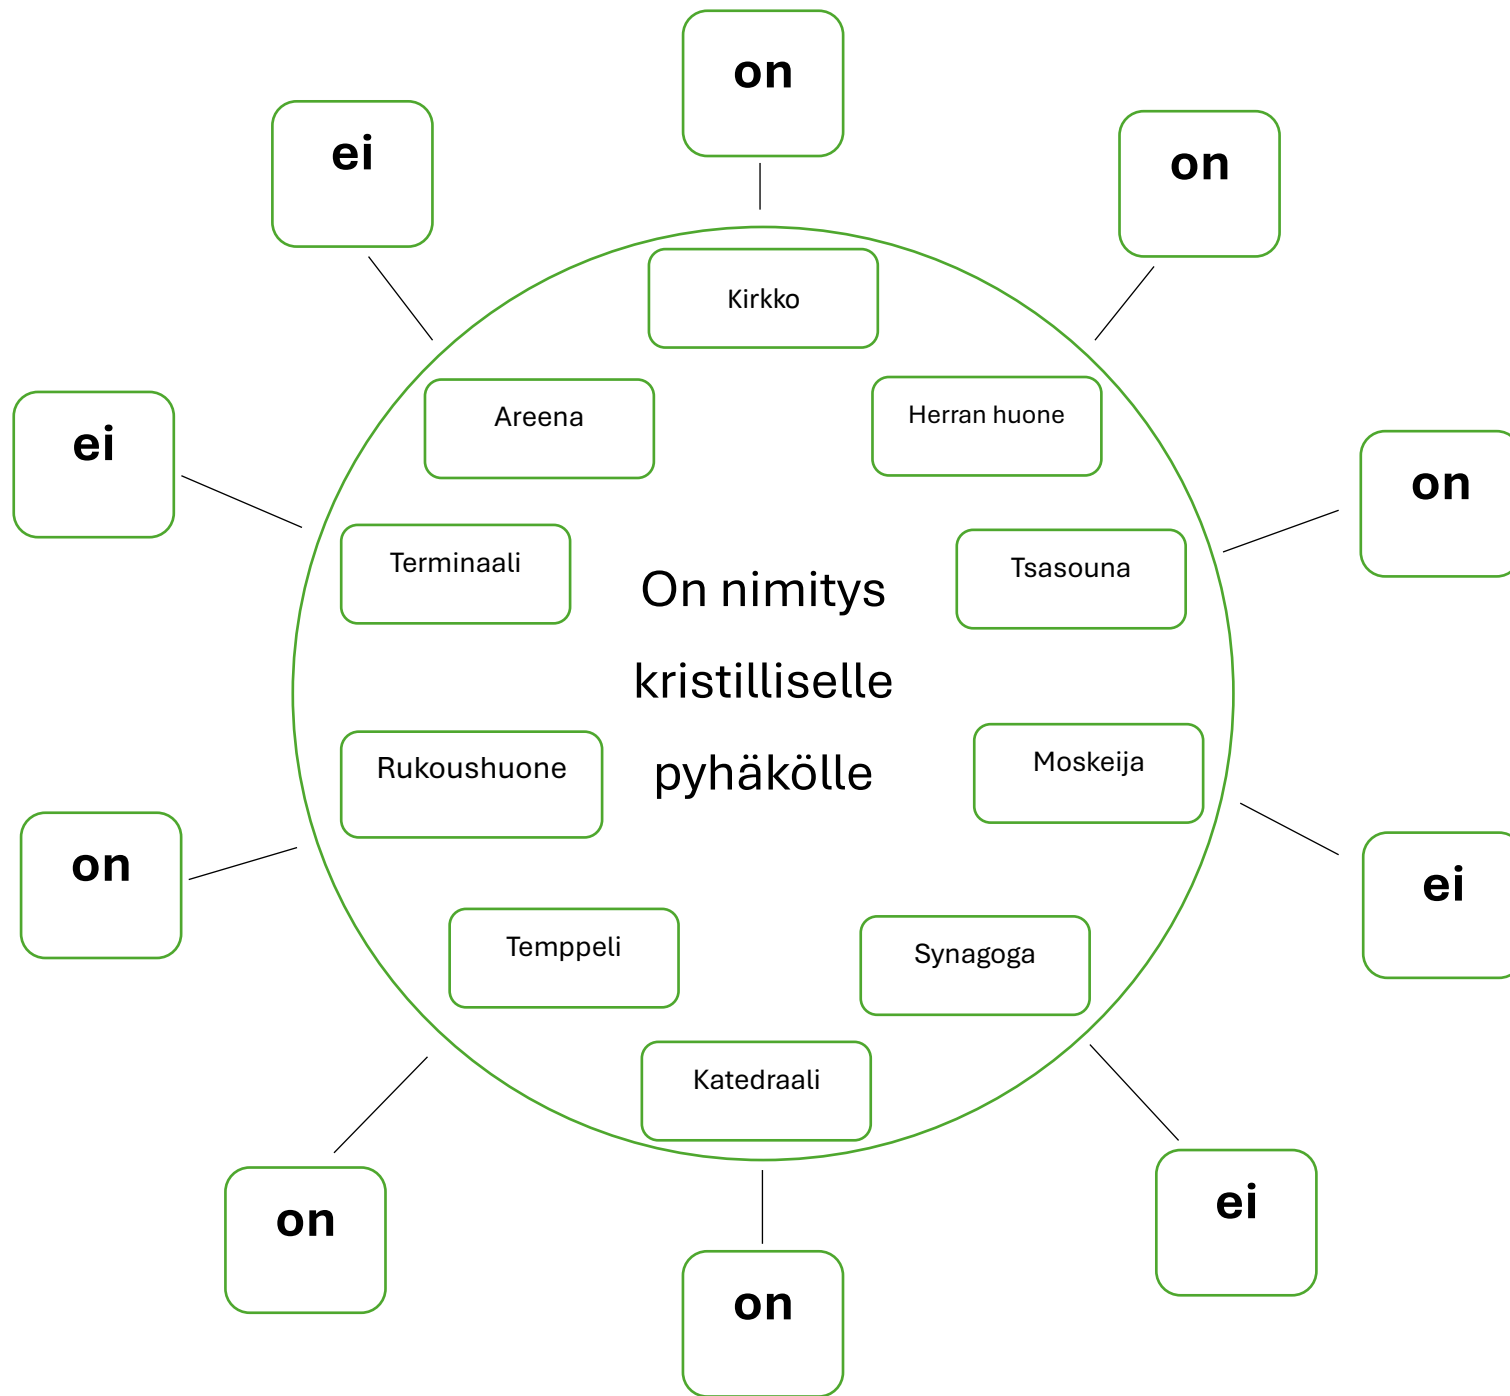 on
ei
on
Kirkko
Areena
Herran huone
ei
on
Terminaali
Tsasouna
On nimitys
kristilliselle
pyhäkölle
Rukoushuone
Moskeija
on
ei
Temppeli
Synagoga
Katedraali
on
ei
on